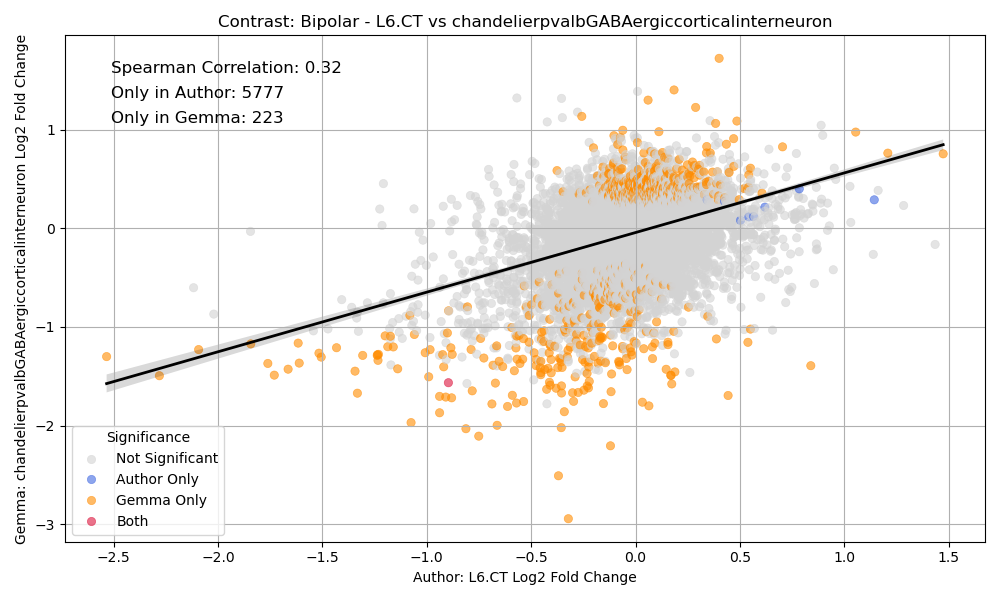 Contrast: Bipolar - L6.CT vs chandelierpvalbGABAergiccorticalinterneuron
Spearman Correlation: 0.32
Only in Author: 5777
Only in Gemma: 223
Gemma: chandelierpvalbGABAergiccorticalinterneuron Log2 Fold Change
1
0
−1
−2
−3
Significance
Not Significant
Author Only
Gemma Only
Both
−2.5 −2.0 −1.5 −1.0 −0.5 0.0 0.5 1.0 1.5
Author: L6.CT Log2 Fold Change